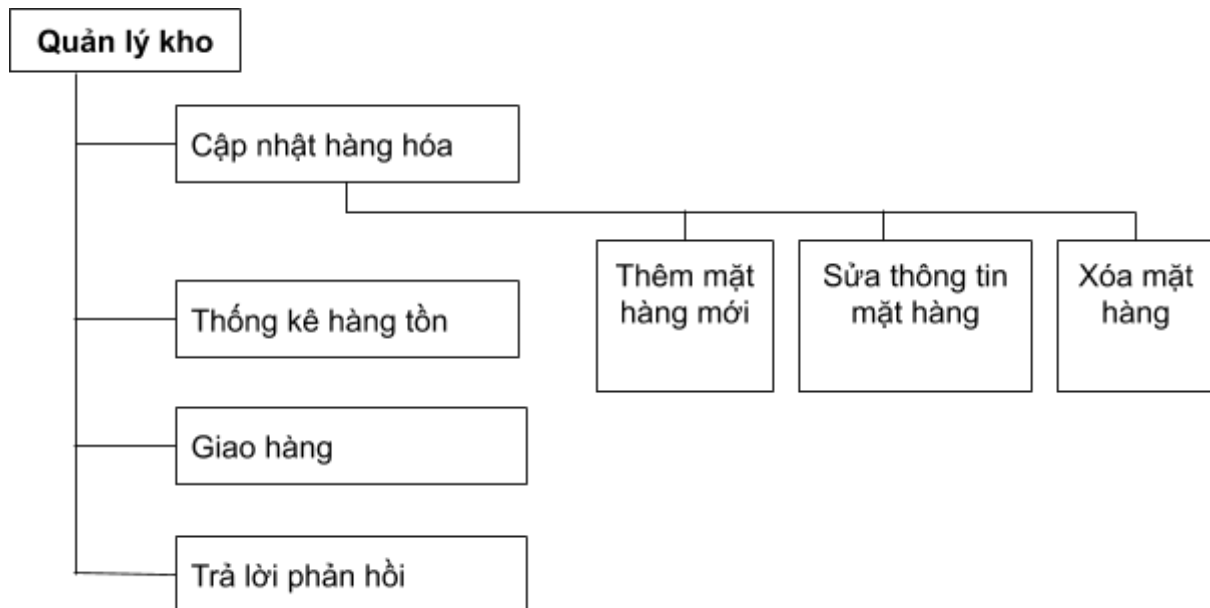 Quản lý kho
Cập nhật hàng hóa
Thêm mặt
hàng mới
Sửa thông tin
mặt hàng
Xóa mặt
hàng
Thống kê hàng tồn
Giao hàng
Trả lời phản hồi